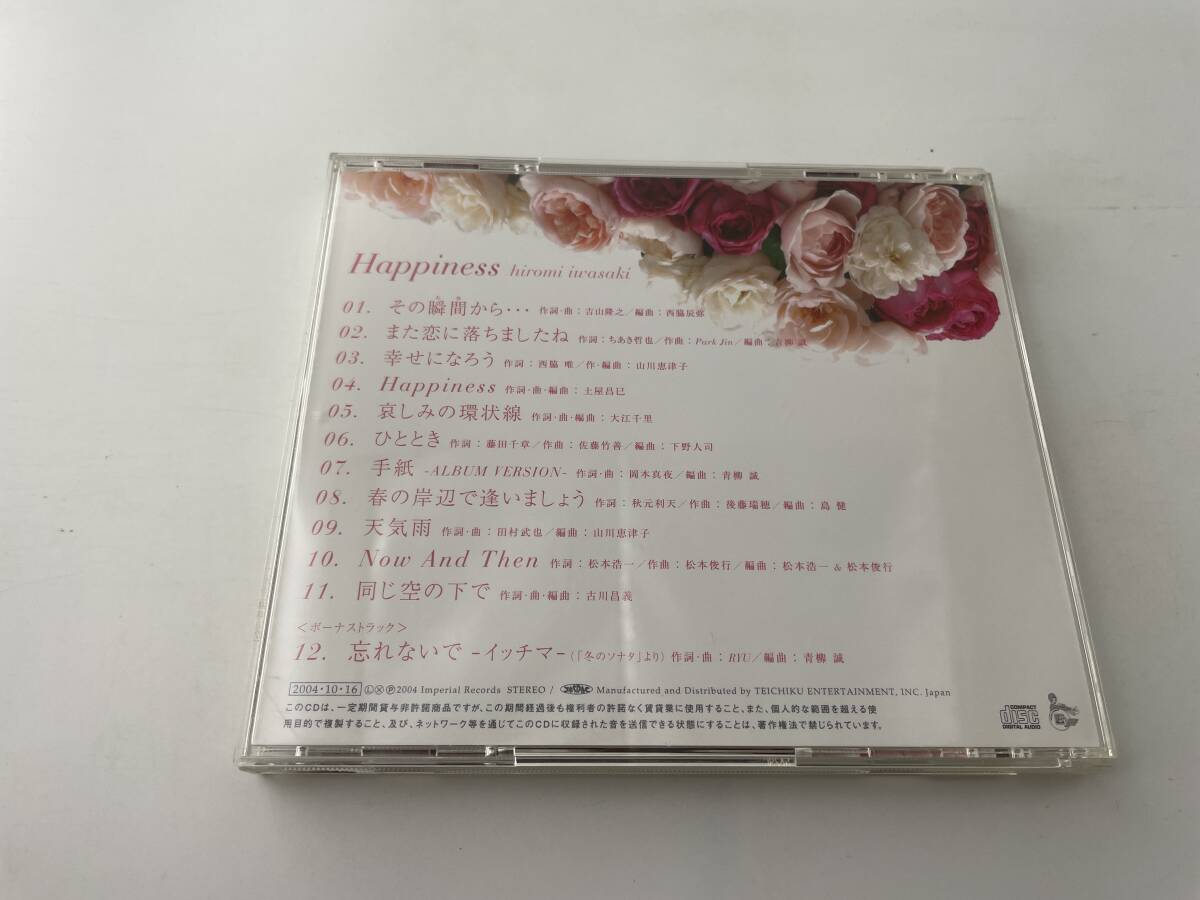 Happiness hiromi iwasaki
01. その瞬間から・・・ 作詞・曲：吉山隆之／編曲：西脇辰弥
02. また恋に落ちましたね 作詞：ちあき哲也／作曲：Park Jin／編曲：青柳 誠
03. 幸せになろう 作詞：西脇 唯／作・編曲：山川恵津子
04. Happiness 作詞・曲・編曲：土屋昌巳
05. 哀しみの環状線 作詞・曲・編曲：大江千里
06. ひととき 作詞：藤田千章／作曲：佐藤竹善／編曲：下野人司
07. 手紙 -ALBUM VERSION- 作詞・曲：岡本真夜／編曲：青柳 誠
08. 春の岸辺で逢いましょう 作詞：秋元利天／作曲：後藤瑞穂／編曲：島 健
09. 天気雨 作詞・曲：田村武也／編曲：山川恵津子
10. Now And Then 作詞：松本浩一／作曲：松本俊行／編曲：松本浩一 & 松本俊行
11. 同じ空の下で 作詞・曲・編曲：古川昌義
＜ボーナストラック＞
12. 忘れないで -イッチマ- (「冬のソナタ」より) 作詞・曲：RYU／編曲：青柳 誠
2004・10・16 ⓁⓍⓅ2004 Imperial Records STEREO / Manufactured and Distributed by TEICHIKU ENTERTAINMENT, INC. Japan
このCDは、一定期間貸与非許諾商品ですが、この期間経過後も権利者の許諾なく賃貸業に使用すること、また、個人的な範囲を超える使
用目的で複製すること、及び、ネットワーク等を通じてこのCDに収録された音を送信できる状態にすることは、著作権法で禁じられています。
COMPACT
disc
DIGITAL AUDIO